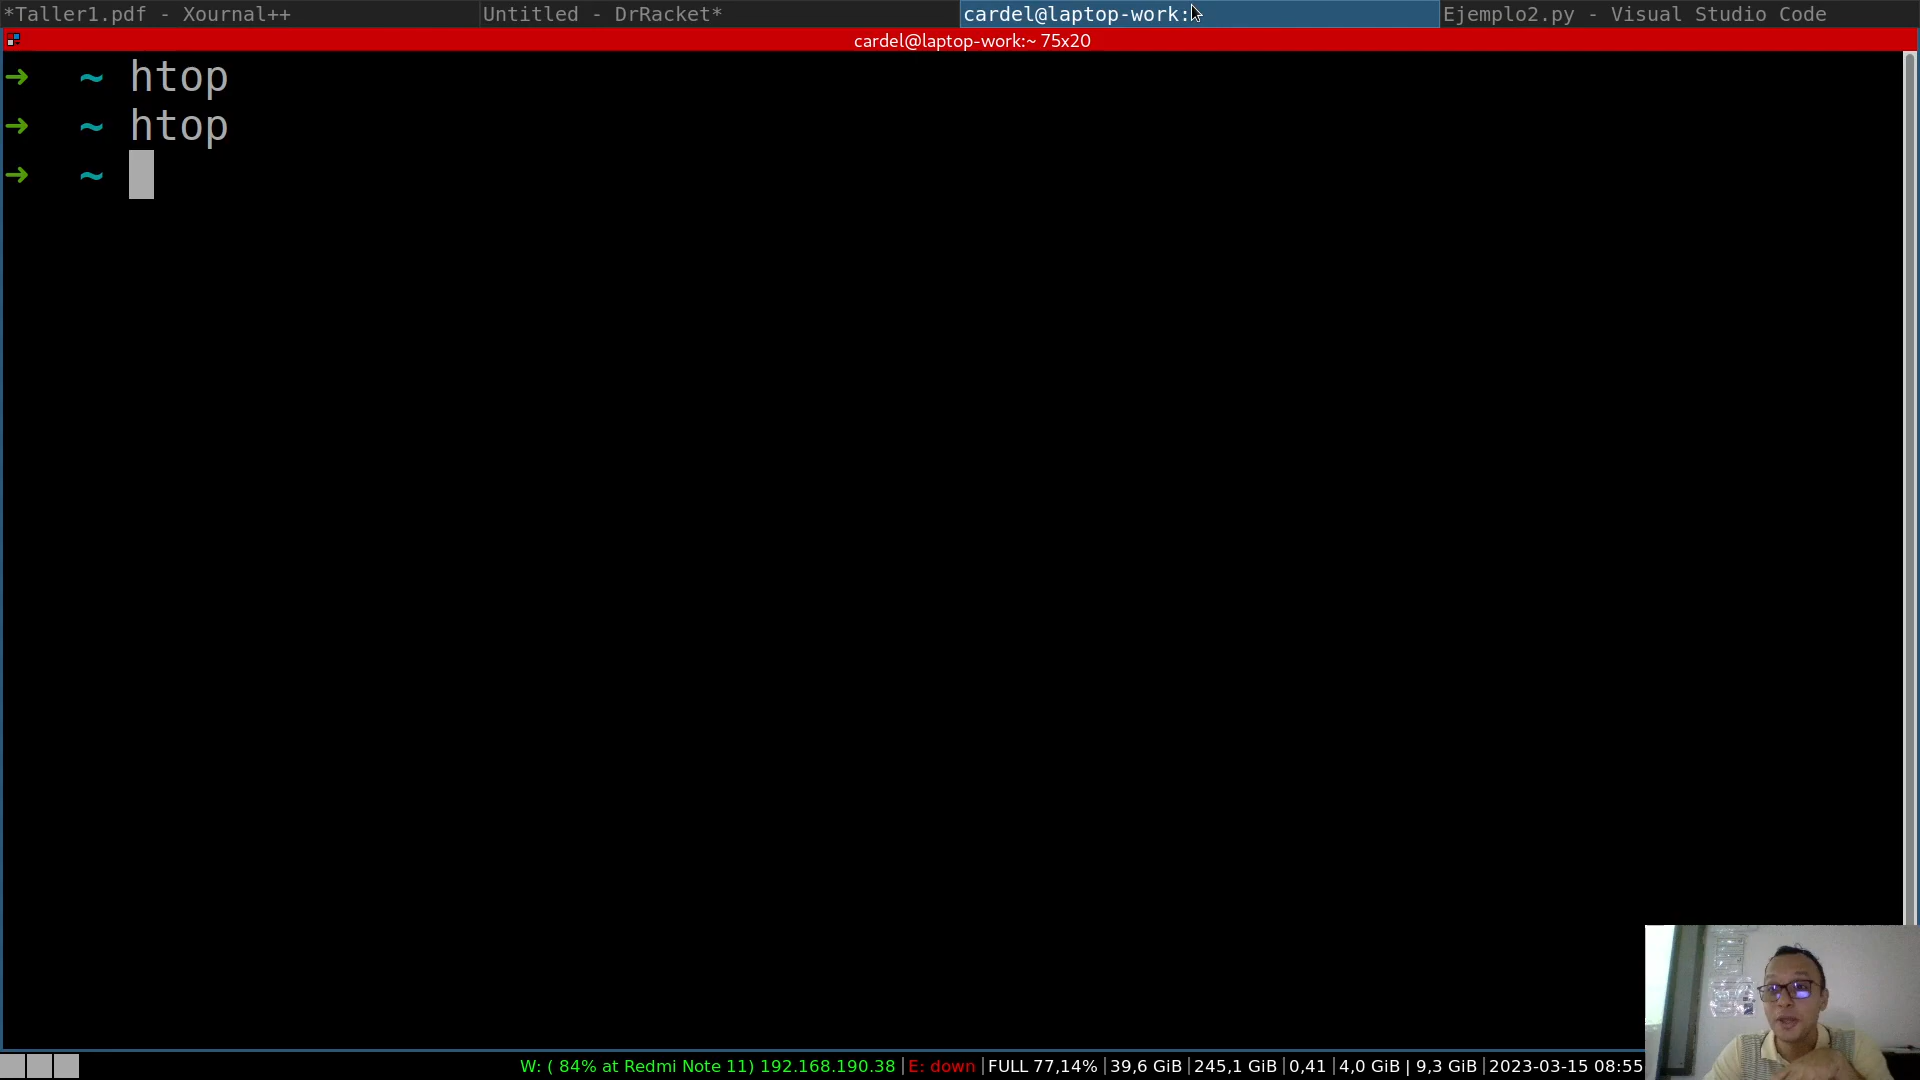 *Taller1.pdf - Xournal++
Untitled - DrRacket*
cardel@laptop-work:
Ejemplo2.py - Visual Studio Code
cardel@laptop-work:~ 75x20
➜ ~ htop
➜ ~ htop
➜ ~
W: ( 84% at Redmi Note 11) 192.168.190.38 | E: down | FULL 77,14% | 39,6 GiB | 245,1 GiB | 0,41 | 4,0 GiB | 9,3 GiB | 2023-03-15 08:55